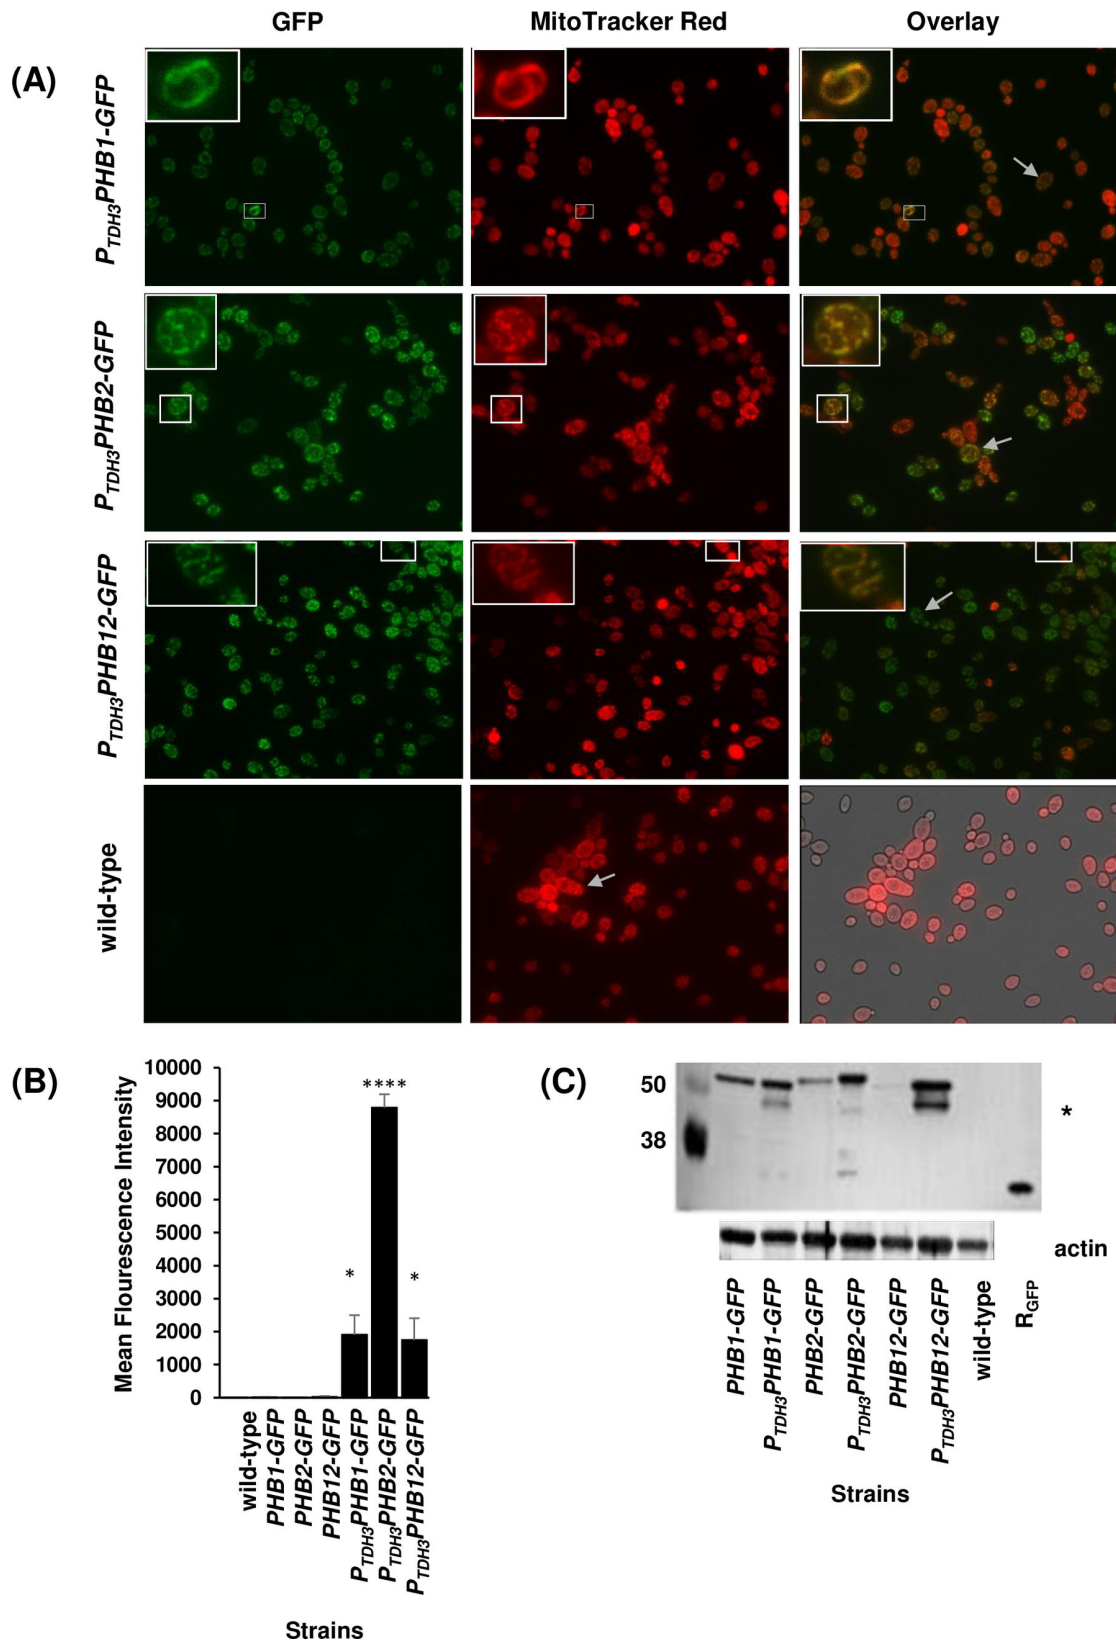 GFP MitoTracker Red Overlay
(A)
PTDH3PHB1-GFP
PTDH3PHB2-GFP
PTDH3PHB12-GFP
wild-type
(B)
Mean Flourescence Intensity
10000
9000
8000
7000
6000
5000
4000
3000
2000
1000
0
****
*
*
wild-type
PHB1-GFP
PHB2-GFP
PHB12-GFP
PTDH3PHB1-GFP
PTDH3PHB2-GFP
PTDH3PHB12-GFP
Strains
(C)
50
38
*
actin
PHB1-GFP
PTDH3PHB1-GFP
PHB2-GFP
PTDH3PHB2-GFP
PHB12-GFP
PTDH3PHB12-GFP
wild-type
RGFP
Strains